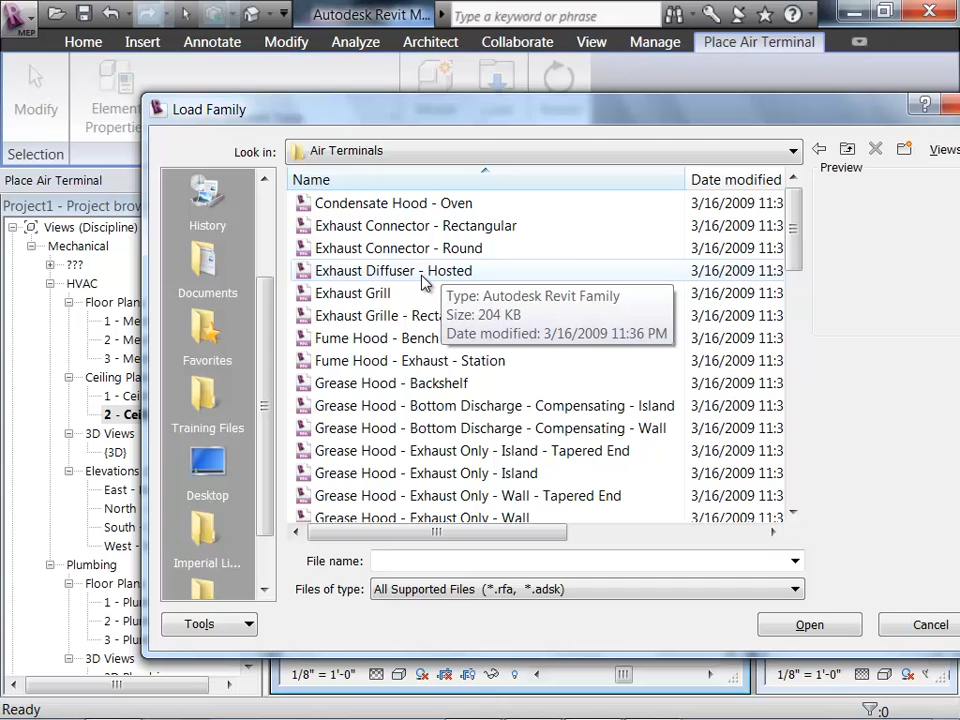 MEP
Autodesk Revit M...
Type a keyword or phrase
Home Insert Annotate Modify Analyze Architect Collaborate View Manage Place Air Terminal
Modify
Element
Properties
Selection
Place Air Terminal
Project1 - Project brow
Views (Discipline)
Mechanical
???
HVAC
Floor Plan
1 - Me
2 - Me
3 - Me
Ceiling Pla
1 - Ce
2 - Cei
3D Views
{3D}
Elevations
East -
North
South
West -
Plumbing
Floor Plan
1 - Plu
2 - Plu
3 - Plu
3D Views
Load Family
Look in: Air Terminals
Views
Preview
History
Documents
Favorites
Training Files
Desktop
Imperial Li...
Name Date modified
Condensate Hood - Oven 3/16/2009 11:3
Exhaust Connector - Rectangular 3/16/2009 11:3
Exhaust Connector - Round 3/16/2009 11:3
Exhaust Diffuser - Hosted 3/16/2009 11:3
Exhaust Grill 3/16/2009 11:3
Exhaust Grille - Recta 3/16/2009 11:3
Fume Hood - Bench 3/16/2009 11:3
Fume Hood - Exhaust - Station 3/16/2009 11:3
Grease Hood - Backshelf 3/16/2009 11:3
Grease Hood - Bottom Discharge - Compensating - Island 3/16/2009 11:3
Grease Hood - Bottom Discharge - Compensating - Wall 3/16/2009 11:3
Grease Hood - Exhaust Only - Island - Tapered End 3/16/2009 11:3
Grease Hood - Exhaust Only - Island 3/16/2009 11:3
Grease Hood - Exhaust Only - Wall - Tapered End 3/16/2009 11:3
Grease Hood - Exhaust Only - Wall 3/16/2009 11:3
Type: Autodesk Revit Family
Size: 204 KB
Date modified: 3/16/2009 11:36 PM
File name:
Files of type: All Supported Files (*.rfa, *.adsk)
Tools Open Cancel
1/8" = 1'-0" 1/8" = 1'-0"
Ready :0